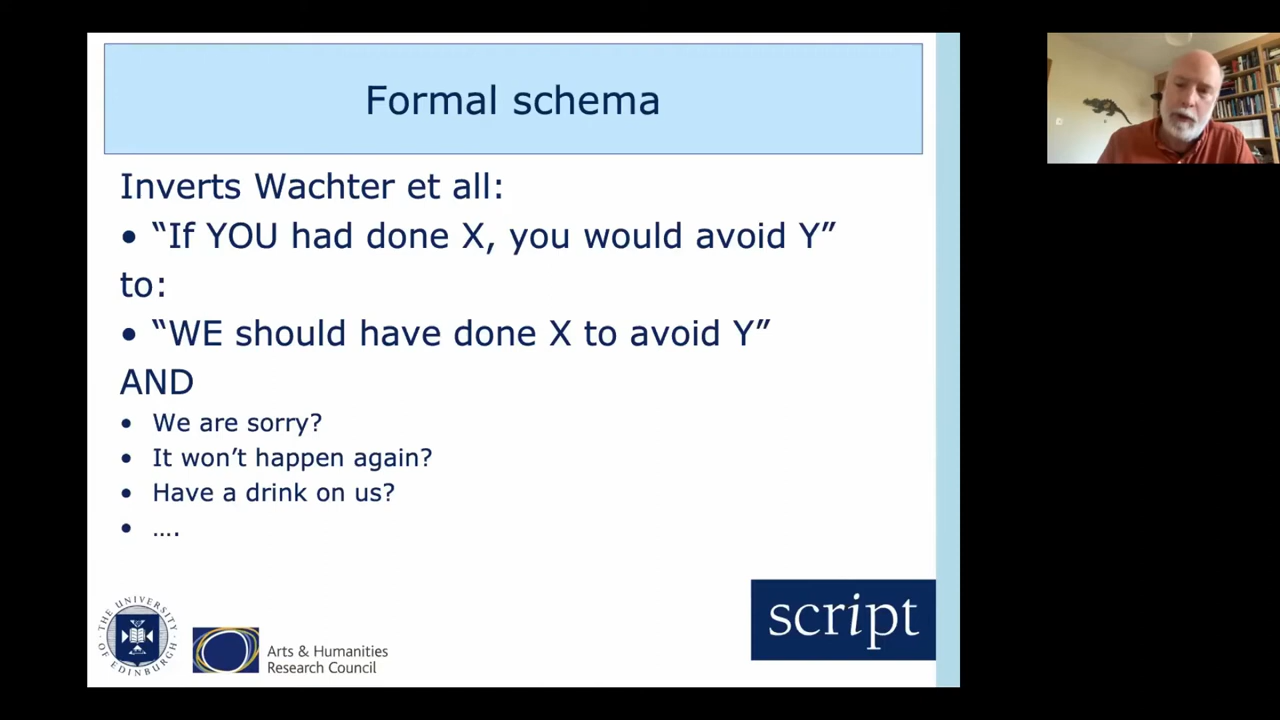 Formal schema
Inverts Wachter et all:
• “If YOU had done X, you would avoid Y”
to:
• “WE should have done X to avoid Y”
AND
• We are sorry?
• It won’t happen again?
• Have a drink on us?
• ….
script
THE UNIVERSITY OF EDINBURGH
Arts & Humanities
Research Council